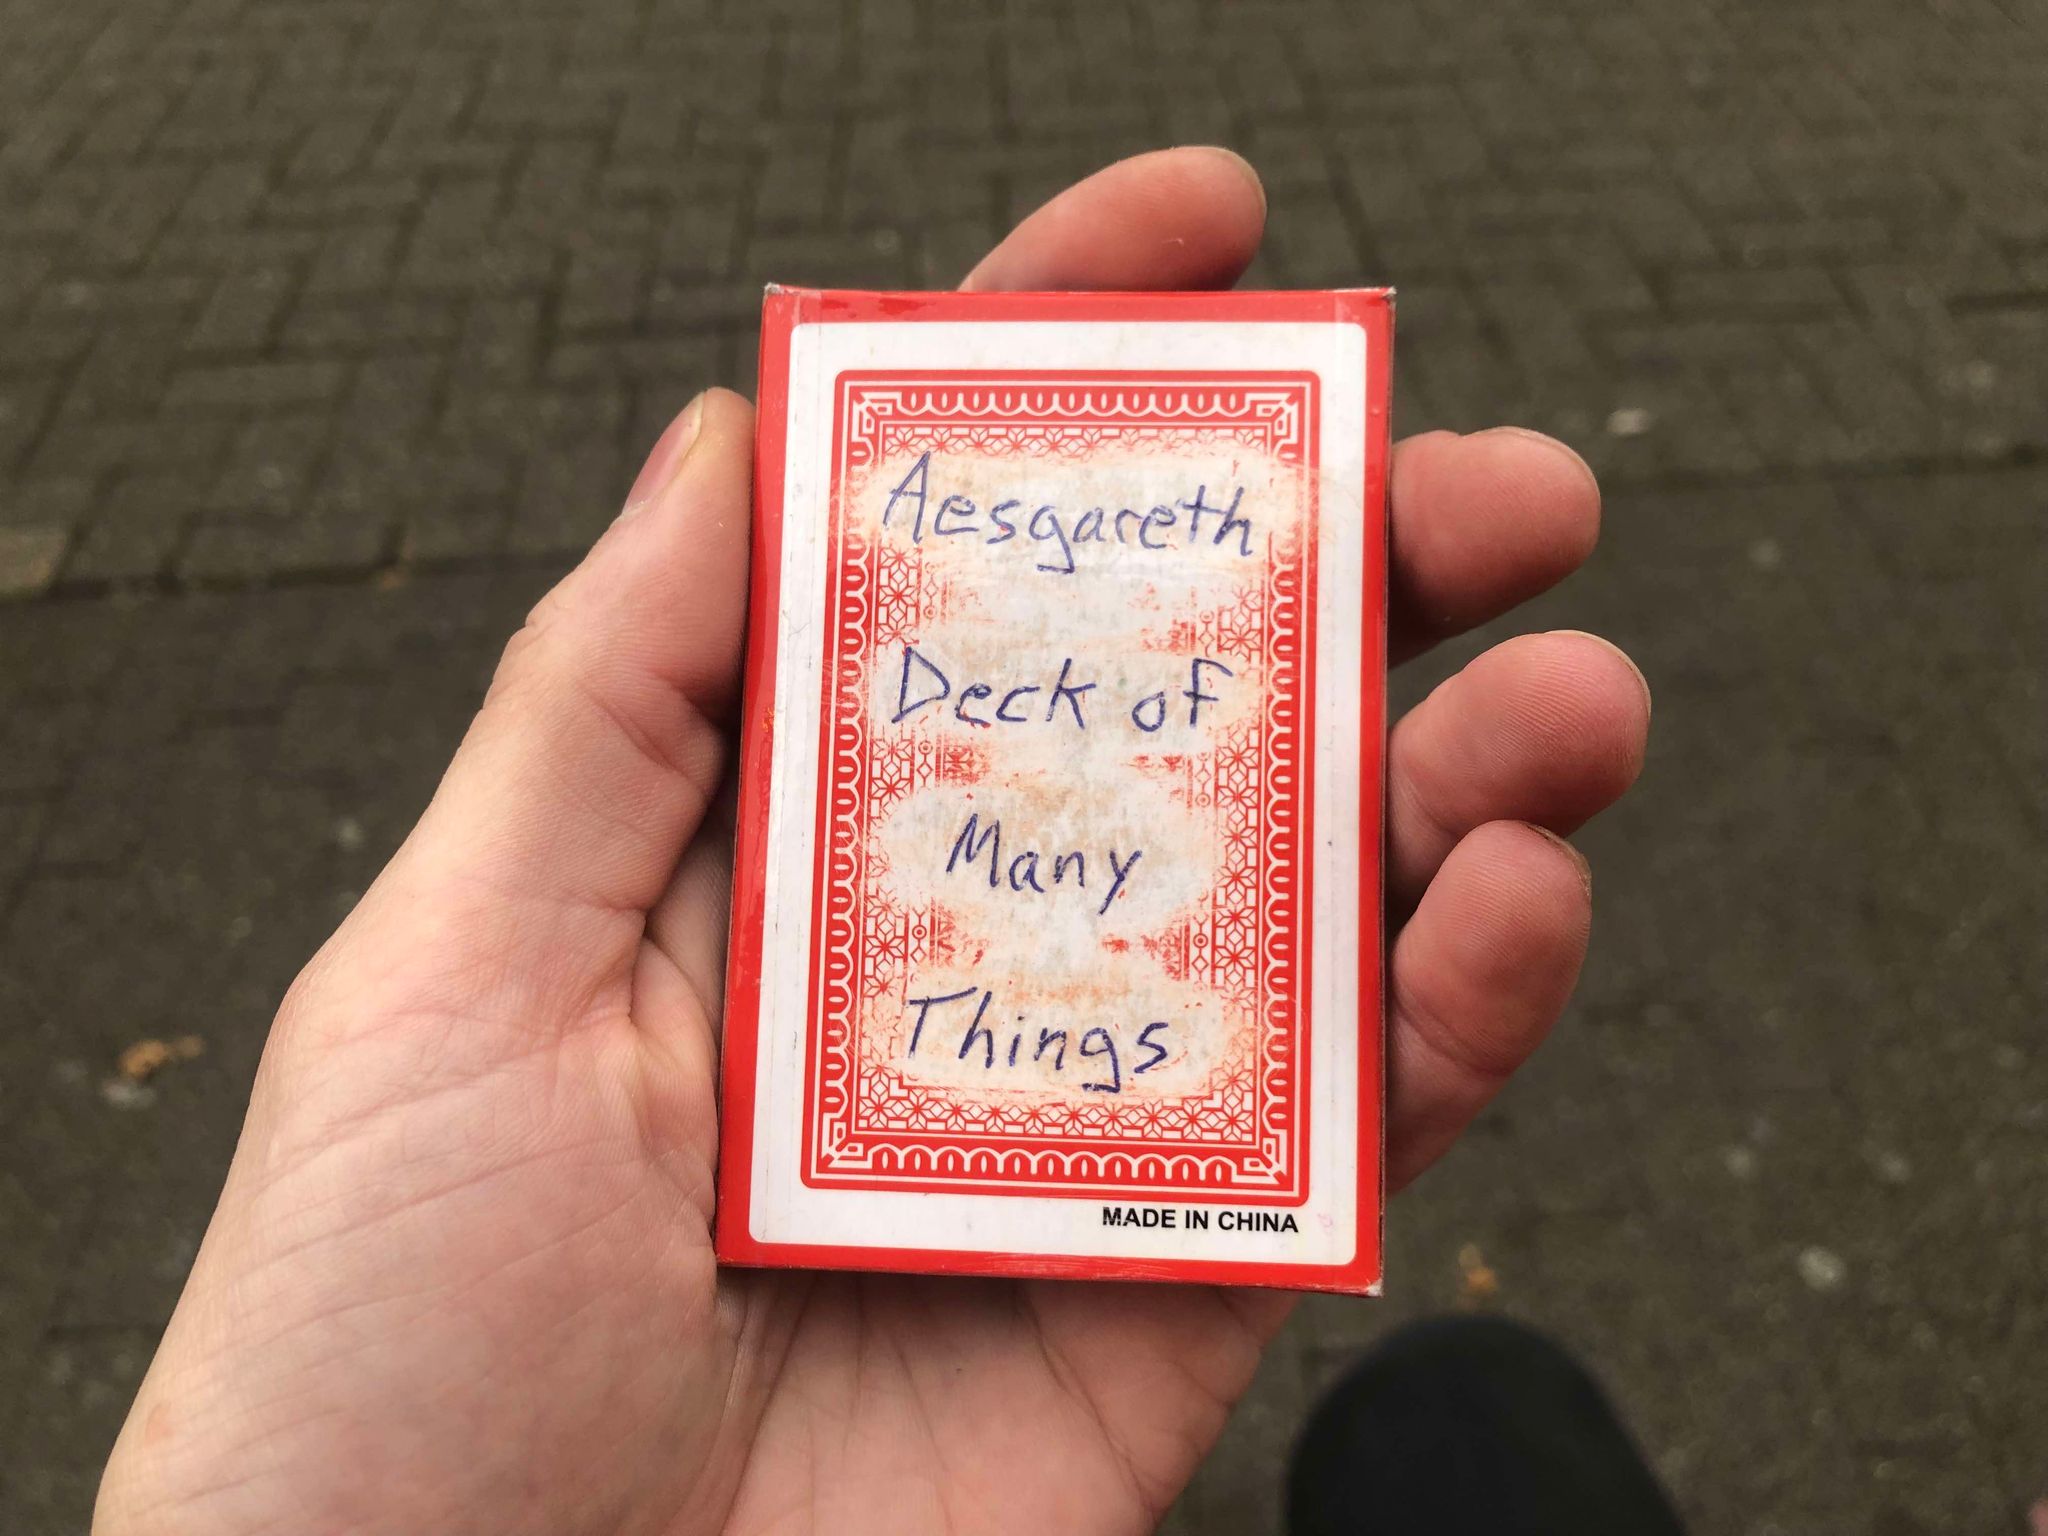 Aesgareth
Deck of
Many
Things
MADE IN CHINA